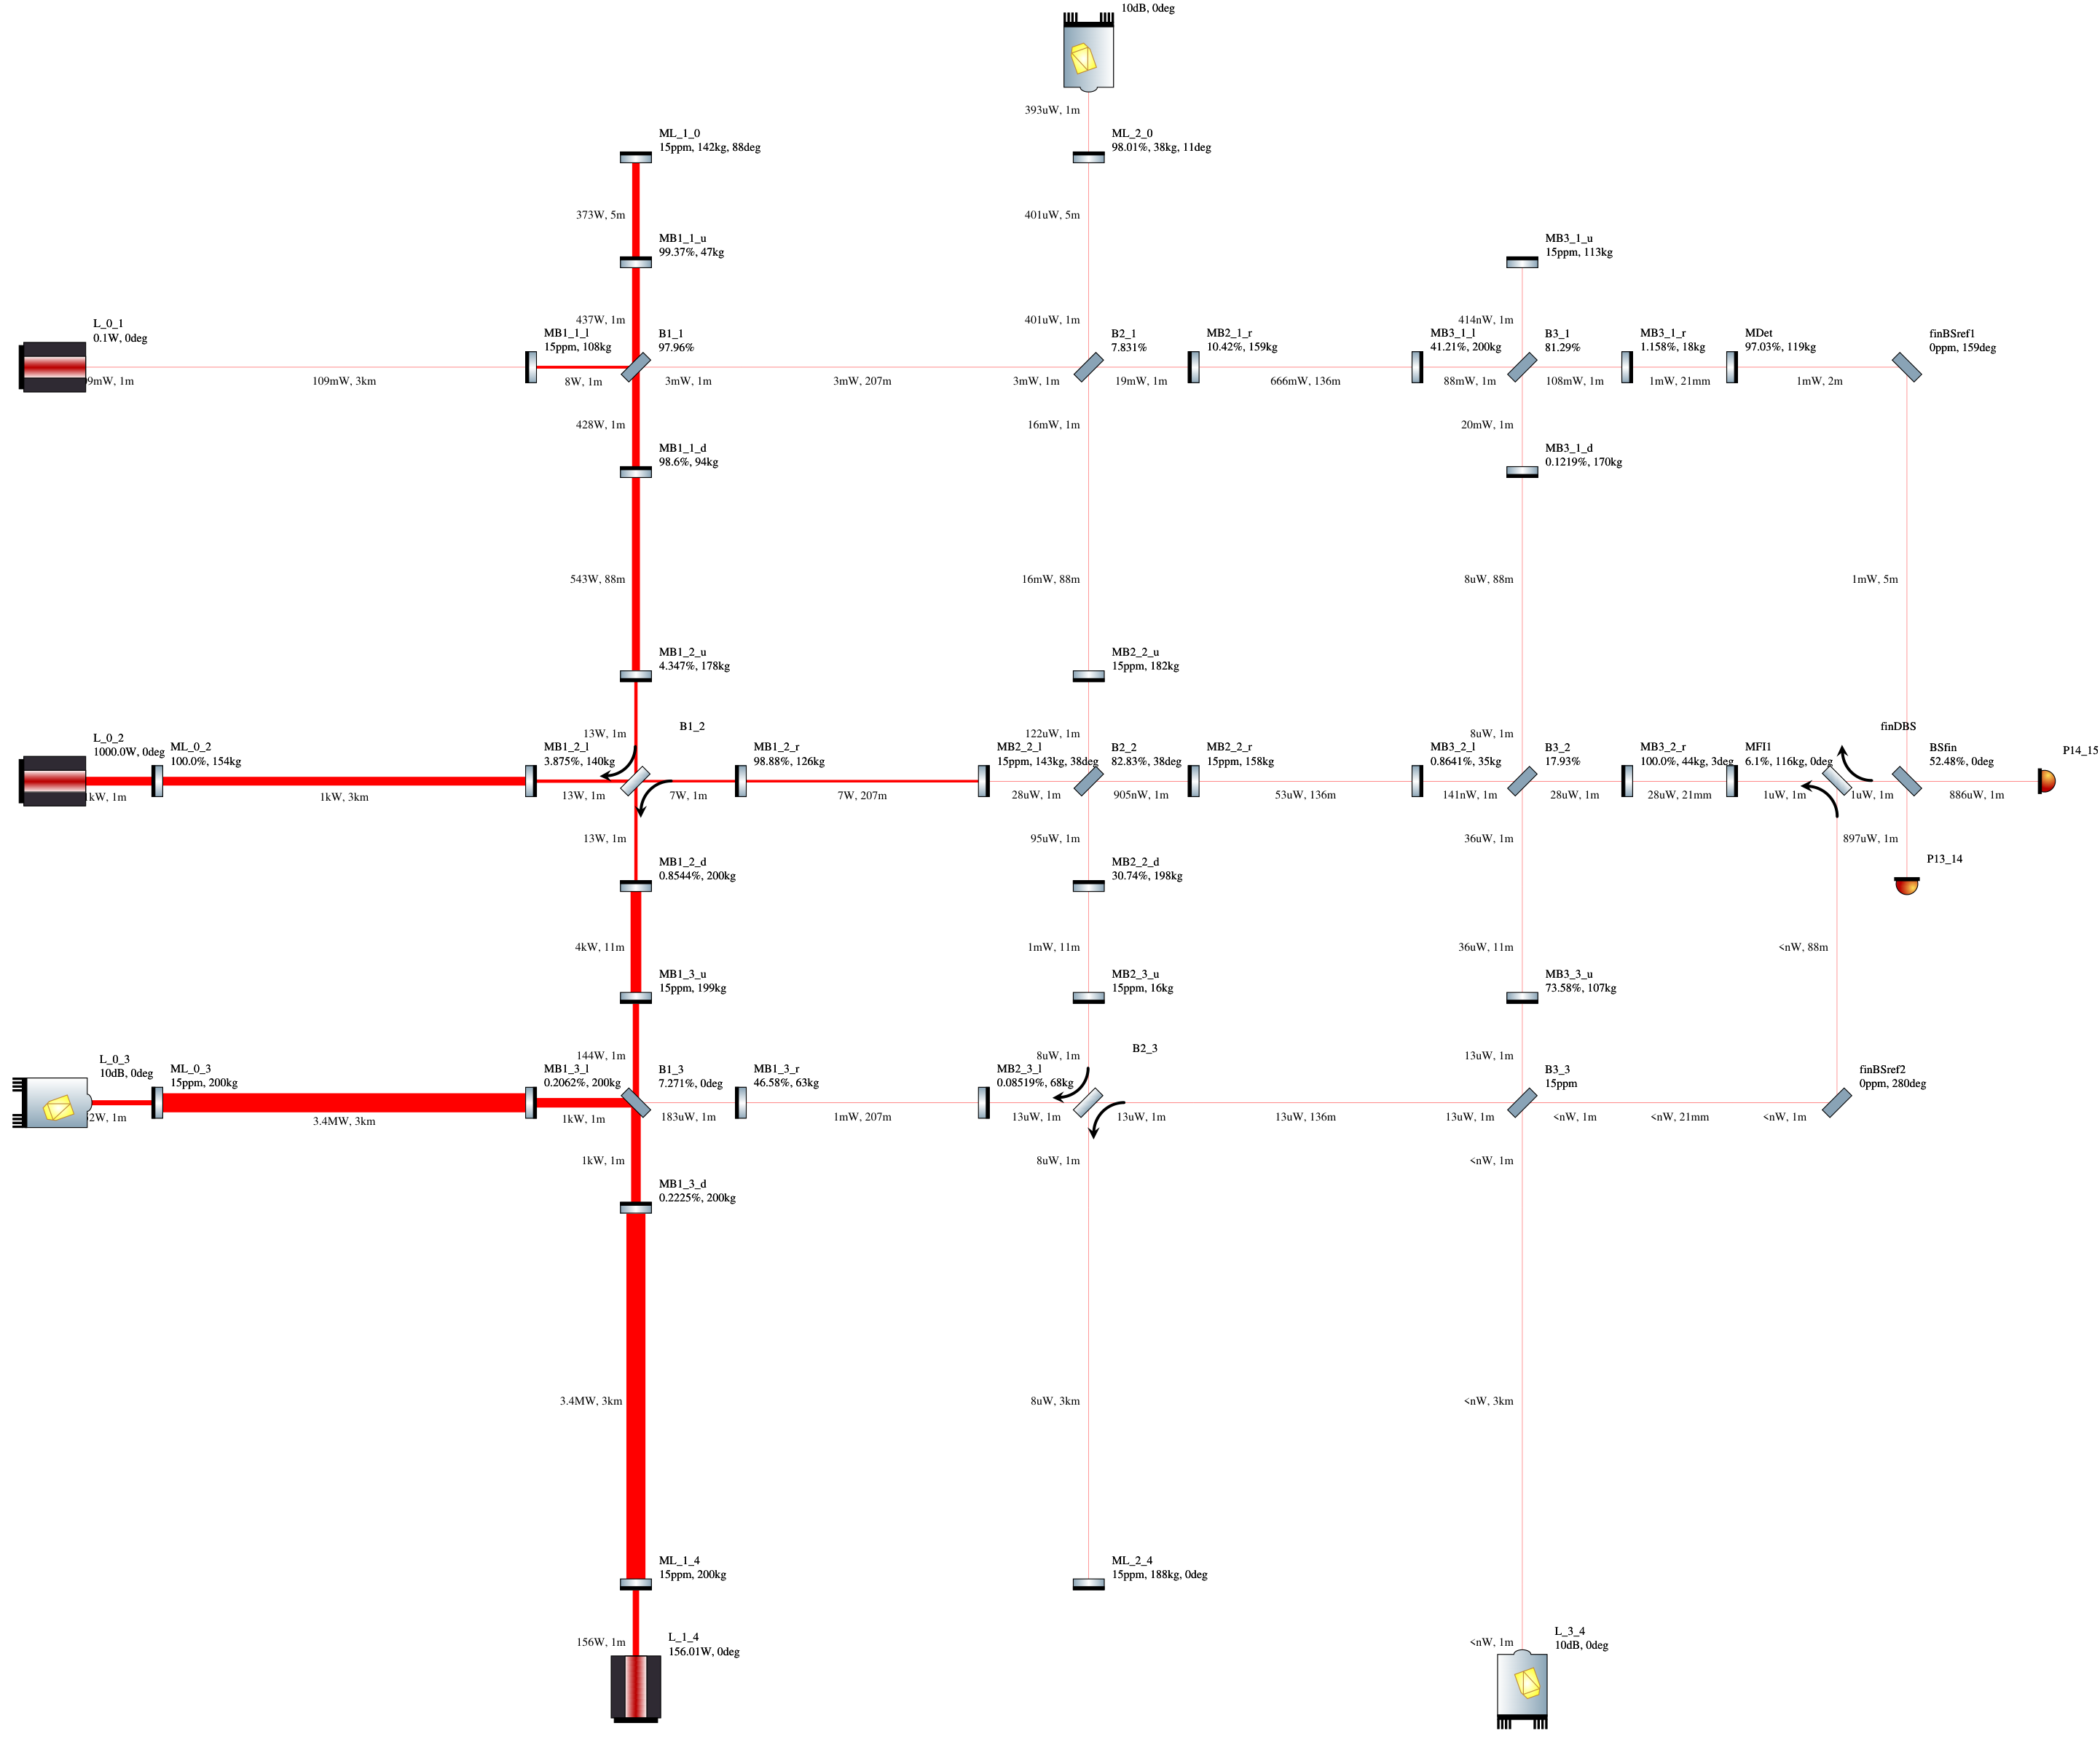 10dB, 0deg
393uW, 1m
ML_1_0
15ppm, 142kg, 88deg
ML_2_0
98.01%, 38kg, 11deg
373W, 5m
401uW, 5m
MB1_1_u
99.37%, 47kg
MB3_1_u
15ppm, 113kg
L_0_1
0.1W, 0deg
437W, 1m
401uW, 1m
414nW, 1m
MB1_1_l
15ppm, 108kg
B1_1
97.96%
B2_1
7.831%
MB2_1_r
10.42%, 159kg
MB3_1_l
41.21%, 200kg
B3_1
81.29%
MB3_1_r
1.158%, 18kg
MDet
97.03%, 119kg
finBSref1
0ppm, 159deg
9mW, 1m
109mW, 3km
8W, 1m
3mW, 1m
3mW, 207m
3mW, 1m
19mW, 1m
666mW, 136m
88mW, 1m
108mW, 1m
1mW, 21mm
1mW, 2m
428W, 1m
16mW, 1m
20mW, 1m
MB1_1_d
98.6%, 94kg
MB3_1_d
0.1219%, 170kg
543W, 88m
16mW, 88m
8uW, 88m
1mW, 5m
MB1_2_u
4.347%, 178kg
MB2_2_u
15ppm, 182kg
13W, 1m
B1_2
122uW, 1m
8uW, 1m
finDBS
L_0_2
1000.0W, 0deg
ML_0_2
100.0%, 154kg
MB1_2_l
3.875%, 140kg
MB1_2_r
98.88%, 126kg
MB2_2_l
15ppm, 143kg, 38deg
B2_2
82.83%, 38deg
MB2_2_r
15ppm, 158kg
MB3_2_l
0.8641%, 35kg
B3_2
17.93%
MB3_2_r
100.0%, 44kg, 3deg
MFI1
6.1%, 116kg, 0deg
BSfin
52.48%, 0deg
P14_15
kW, 1m
1kW, 3km
13W, 1m
7W, 1m
7W, 207m
28uW, 1m
905nW, 1m
53uW, 136m
141nW, 1m
28uW, 1m
28uW, 21mm
1uW, 1m
1uW, 1m
886uW, 1m
13W, 1m
95uW, 1m
36uW, 1m
897uW, 1m
MB1_2_d
0.8544%, 200kg
MB2_2_d
30.74%, 198kg
P13_14
4kW, 11m
1mW, 11m
36uW, 11m
<nW, 88m
MB1_3_u
15ppm, 199kg
MB2_3_u
15ppm, 16kg
MB3_3_u
73.58%, 107kg
144W, 1m
8uW, 1m
B2_3
13uW, 1m
L_0_3
10dB, 0deg
ML_0_3
15ppm, 200kg
MB1_3_l
0.2062%, 200kg
B1_3
7.271%, 0deg
MB1_3_r
46.58%, 63kg
MB2_3_l
0.08519%, 68kg
B3_3
15ppm
finBSref2
0ppm, 280deg
2W, 1m
3.4MW, 3km
1kW, 1m
183uW, 1m
1mW, 207m
13uW, 1m
13uW, 1m
13uW, 136m
13uW, 1m
<nW, 1m
<nW, 21mm
<nW, 1m
1kW, 1m
8uW, 1m
<nW, 1m
MB1_3_d
0.2225%, 200kg
3.4MW, 3km
8uW, 3km
<nW, 3km
ML_1_4
15ppm, 200kg
ML_2_4
15ppm, 188kg, 0deg
156W, 1m
L_1_4
156.01W, 0deg
<nW, 1m
L_3_4
10dB, 0deg